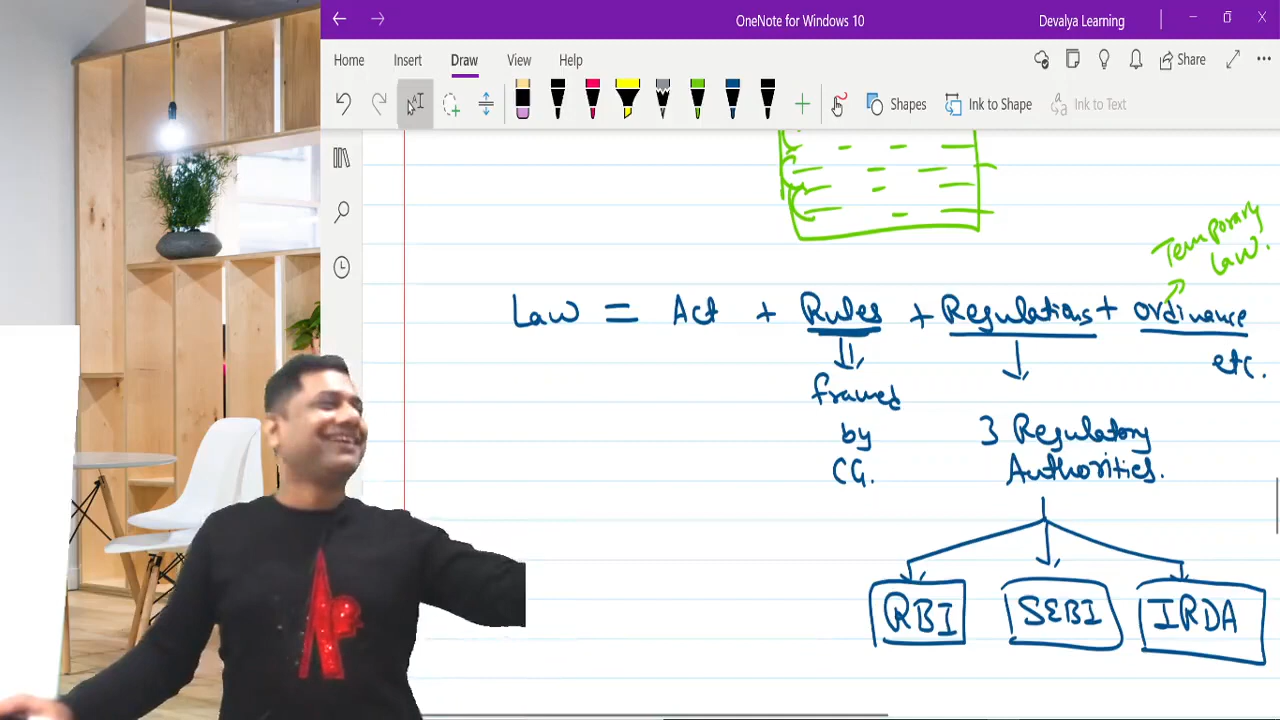 OneNote for Windows 10
Devalya Learning
Home
Insert
Draw
View
Help
Share
Shapes
Ink to Shape
Ink to Text
Temporary
Law.
Law = Act + Rules + Regulations + Ordinance
etc.
framed
by
CG.
3 Regulatory
Authorities.
RBI
SEBI
IRDA